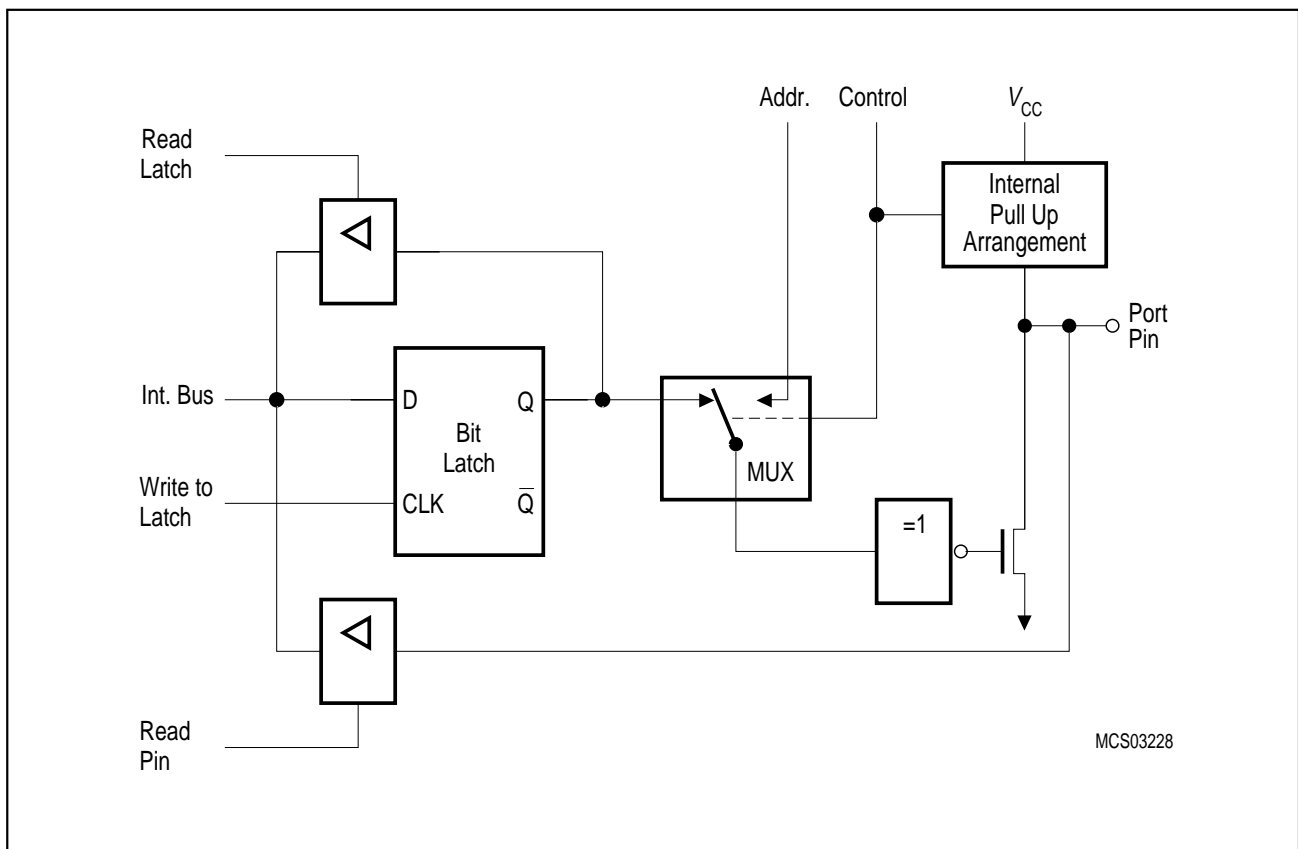 Addr.
Control
VCC
Read
Latch
Internal
Pull Up
Arrangement
Port
Pin
Int. Bus
D
Q
Bit
Latch
MUX
Write to
Latch
CLK
Q̅
=1
Read
Pin
MCS03228